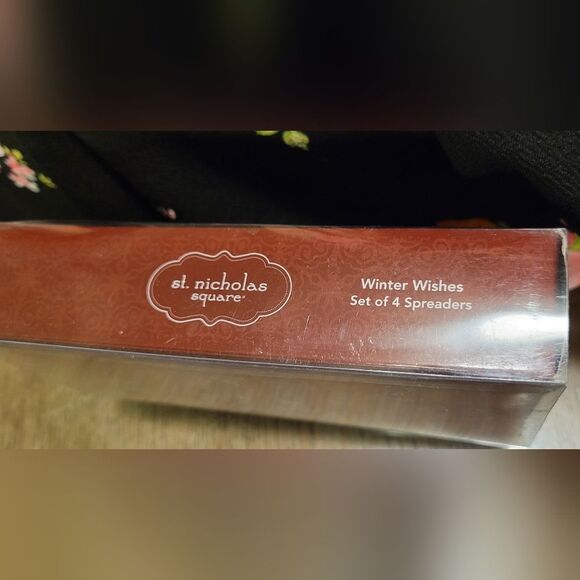 st. nicholas
square
Winter Wishes
Set of 4 Spreaders